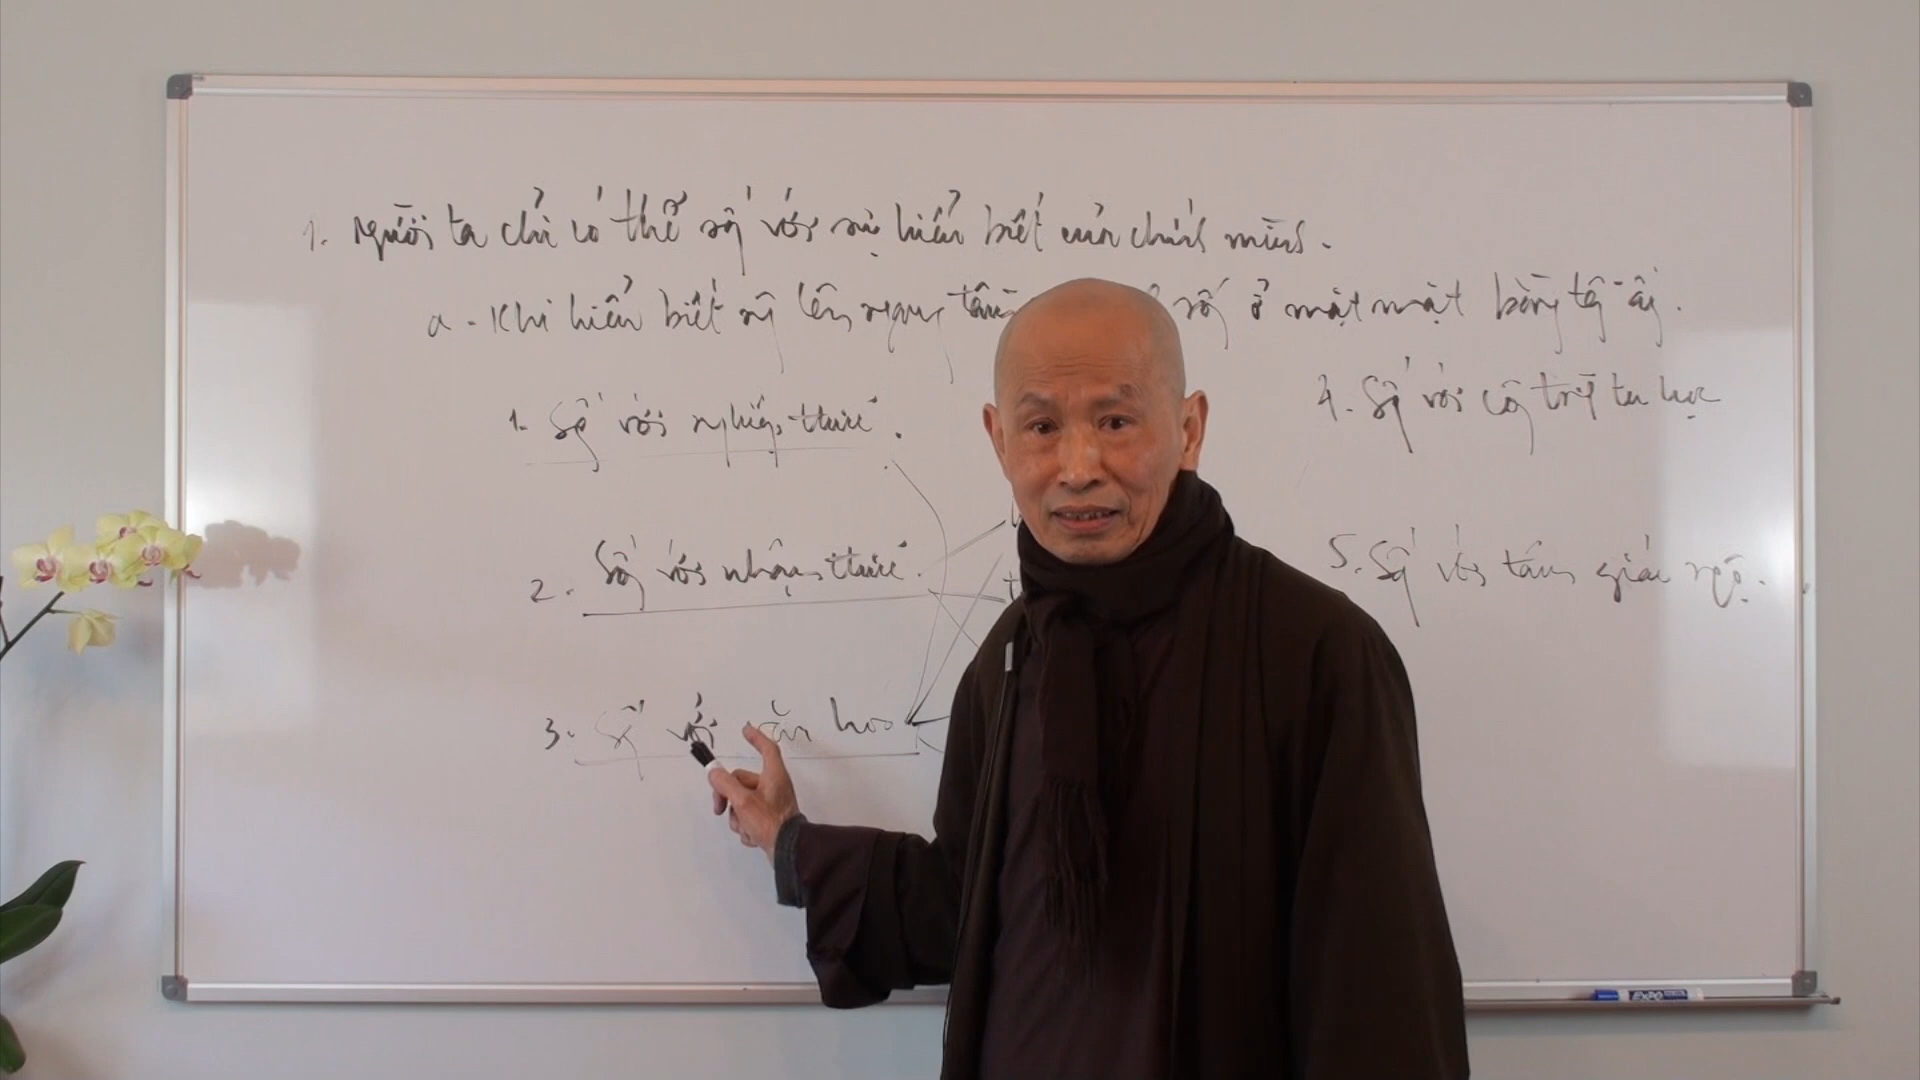 1. Người ta chỉ có thể sống với sự hiểu biết của chính mình.
a. Khi hiểu biết sống ở mặt bằng tầng ấy.
1. Sống với nghiệp thức.
2. Sống với nhận thức.
3. Sống với văn hoá
4. Sống với công trình tu học
5. Sống với tâm giác ngộ.
EXPO